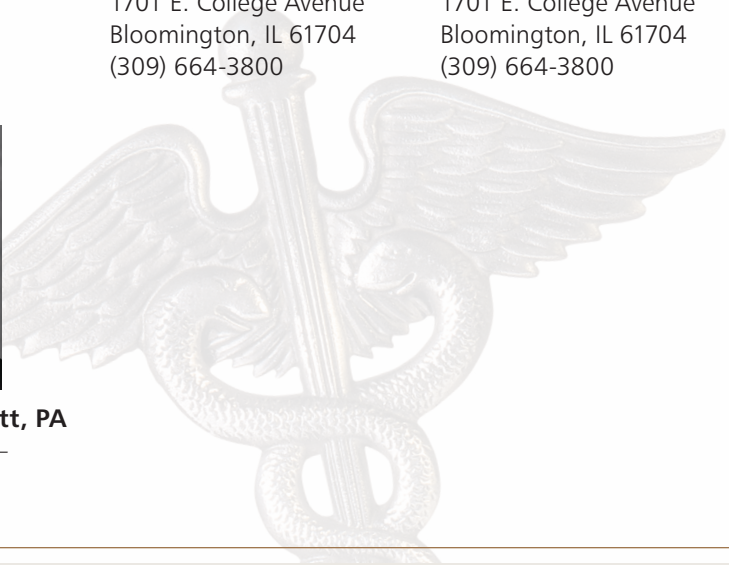 1701 E. College Avenue
Bloomington, IL 61704
(309) 664-3800
1701 E. College Avenue
Bloomington, IL 61704
(309) 664-3800
tt, PA